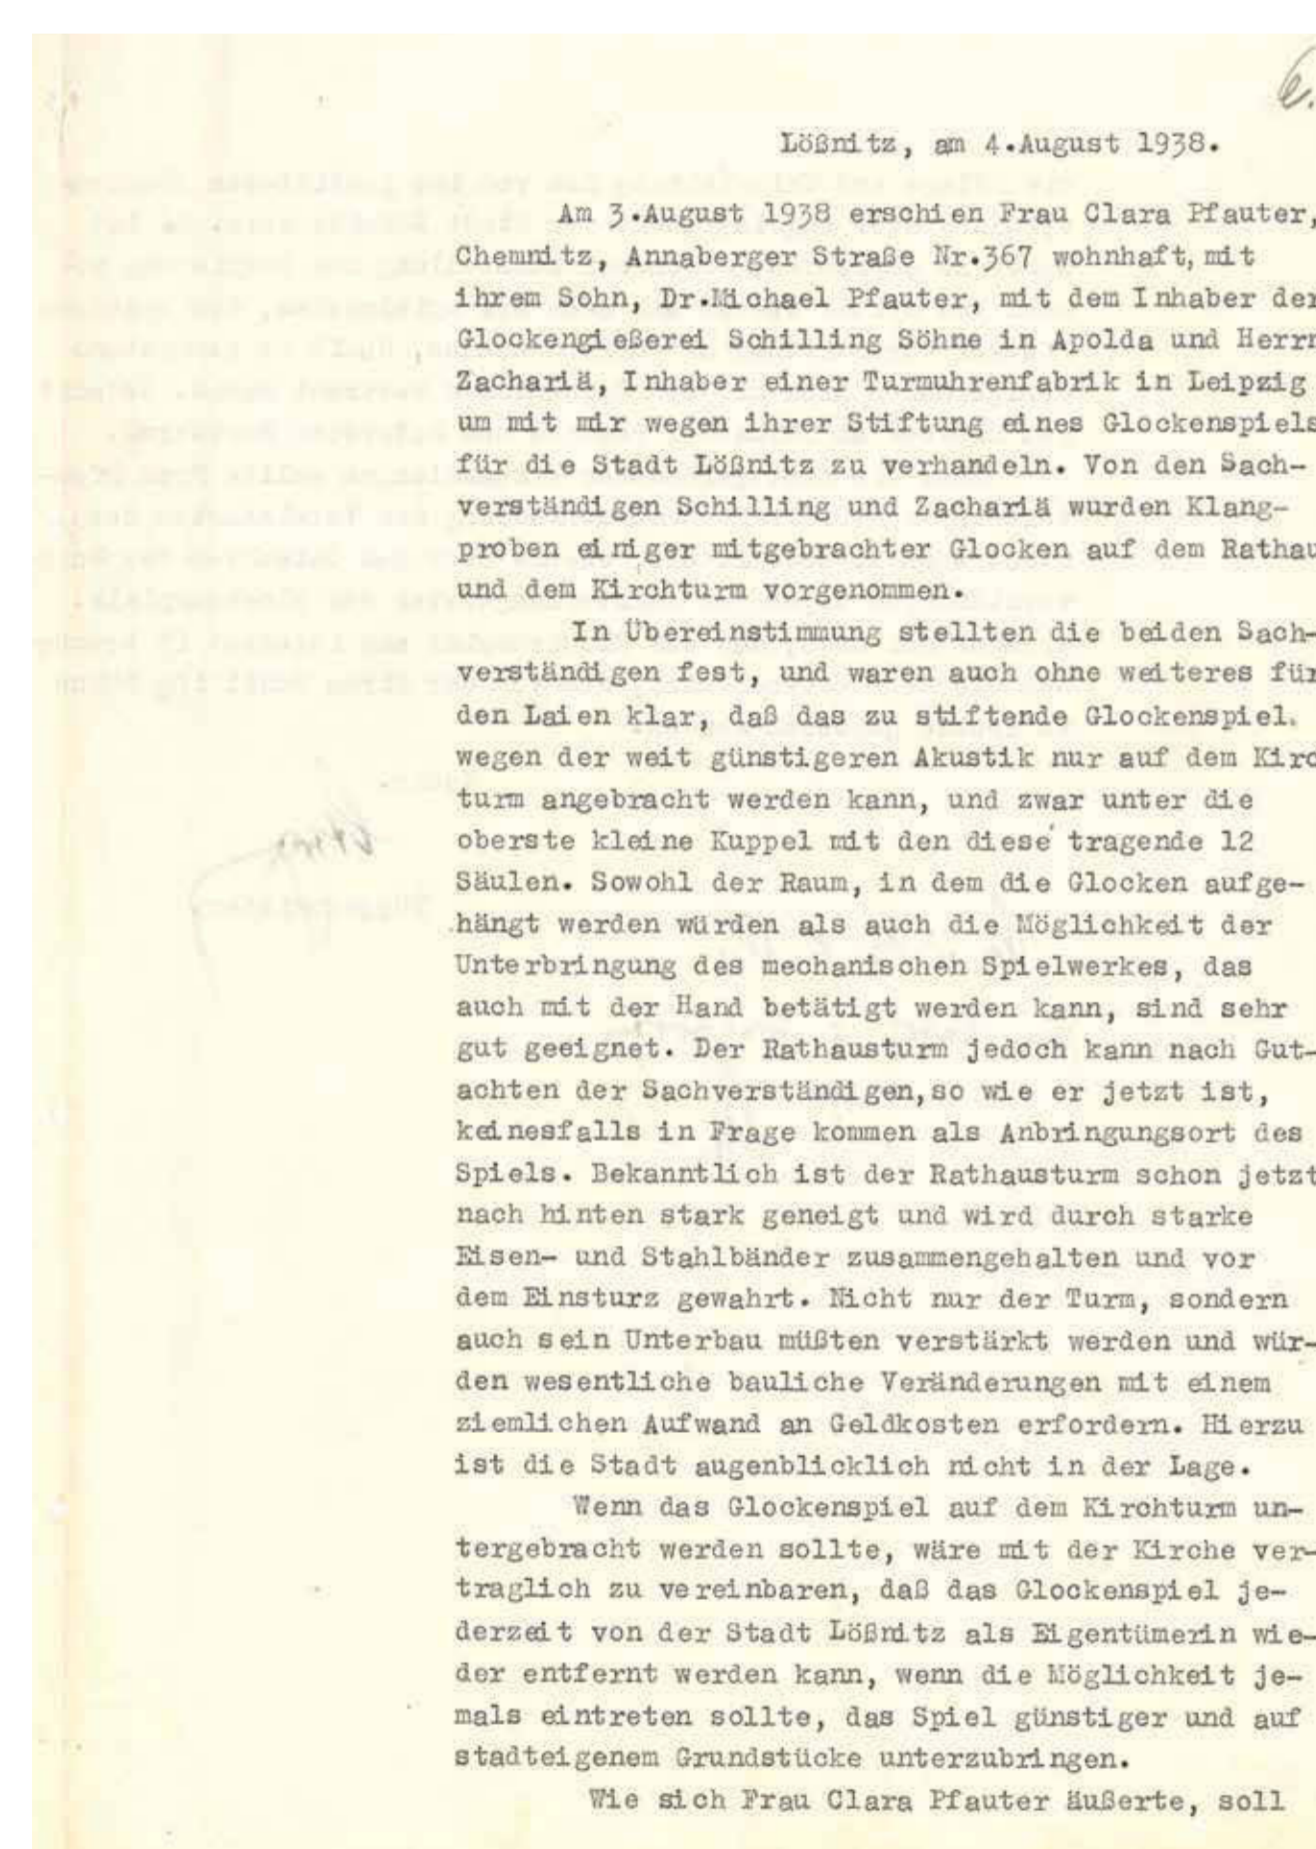 6.
Lößnitz, am 4.August 1938.
Am 3.August 1938 erschien Frau Clara Pfauter,
Chemnitz, Annaberger Straße Nr.367 wohnhaft, mit
ihrem Sohn, Dr.Michael Pfauter, mit dem Inhaber der
Glockengießerei Schilling Söhne in Apolda und Herrn
Zachariä, Inhaber einer Turmuhrenfabrik in Leipzig
um mit mir wegen ihrer Stiftung eines Glockenspiels
für die Stadt Lößnitz zu verhandeln. Von den Sach-
verständigen Schilling und Zachariä wurden Klang-
proben einiger mitgebrachter Glocken auf dem Rathau
und dem Kirchturm vorgenommen.
In Übereinstimmung stellten die beiden Sach-
verständigen fest, und waren auch ohne weiteres für
den Laien klar, daß das zu stiftende Glockenspiel
wegen der weit günstigeren Akustik nur auf dem Kirc
turm angebracht werden kann, und zwar unter die
oberste kleine Kuppel mit den diese tragende 12
Säulen. Sowohl der Raum, in dem die Glocken aufge-
hängt werden würden als auch die Möglichkeit der
Unterbringung des mechanischen Spielwerkes, das
auch mit der Hand betätigt werden kann, sind sehr
gut geeignet. Der Rathausturm jedoch kann nach Gut-
achten der Sachverständigen,so wie er jetzt ist,
keinesfalls in Frage kommen als Anbringungsort des
Spiels. Bekanntlich ist der Rathausturm schon jetzt
nach hinten stark geneigt und wird durch starke
Eisen- und Stahlbänder zusammengehalten und vor
dem Einsturz gewahrt. Nicht nur der Turm, sondern
auch sein Unterbau müßten verstärkt werden und wür-
den wesentliche bauliche Veränderungen mit einem
ziemlichen Aufwand an Geldkosten erfordern. Hierzu
ist die Stadt augenblicklich nicht in der Lage.
Wenn das Glockenspiel auf dem Kirchturm un-
tergebracht werden sollte, wäre mit der Kirche ver-
traglich zu vereinbaren, daß das Glockenspiel je-
derzeit von der Stadt Lößnitz als Eigentümerin wie-
der entfernt werden kann, wenn die Möglichkeit je-
mals eintreten sollte, das Spiel günstiger und auf
stadteigenem Grundstücke unterzubringen.
Wie sich Frau Clara Pfauter äußerte, soll